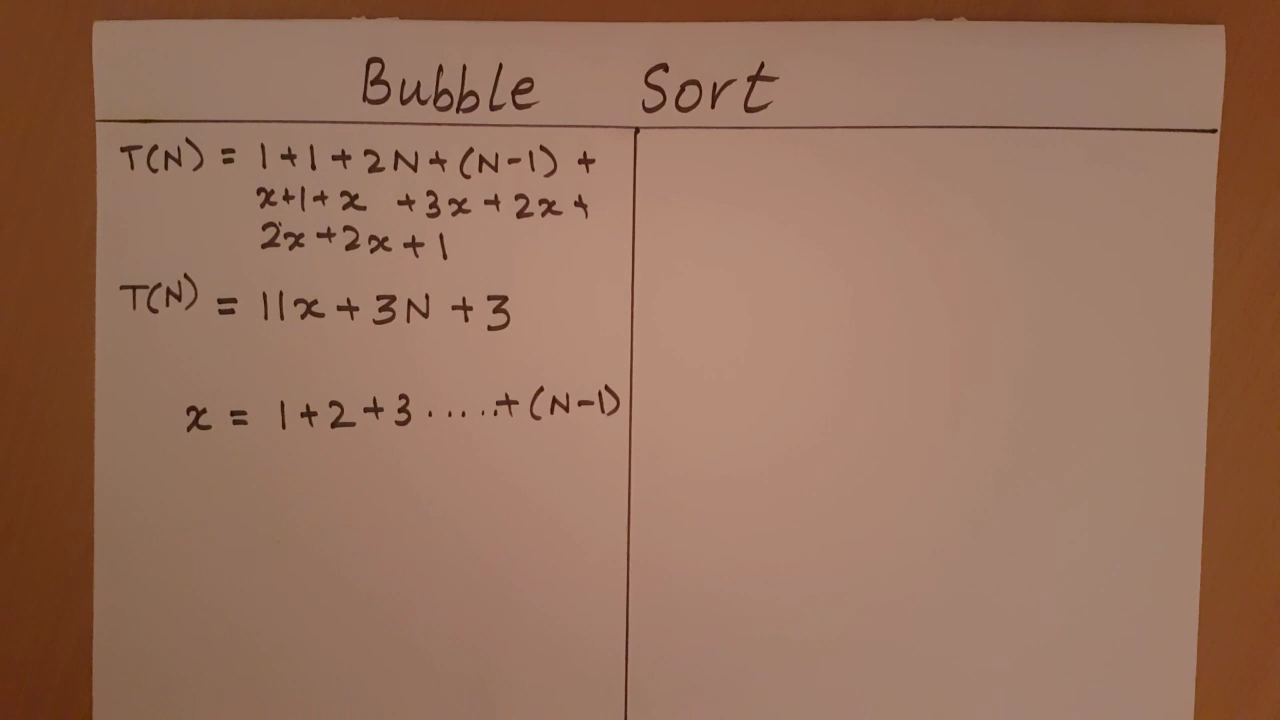 Bubble Sort
T(N) = 1+1+2N+(N-1)+
x+1+x +3x+2x+
2x+2x+1
T(N) = 11x+3N+3
x = 1+2+3.....+(N-1)